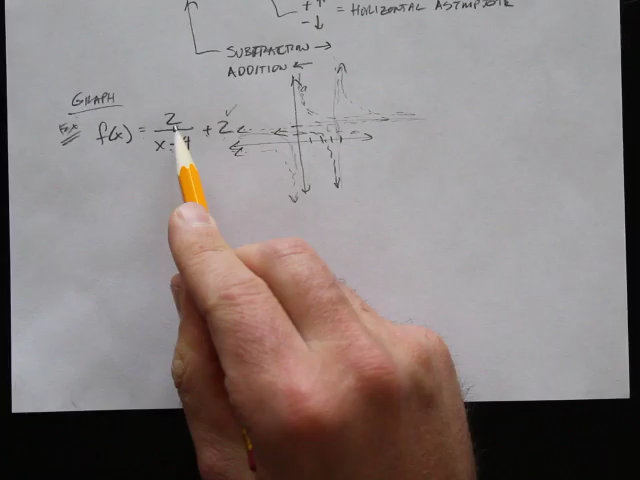 + ↑ = HORIZONTAL ASYMPTOTE
- ↓
SUBTRACTION →
ADDITION ←
GRAPH
Ex f(x) = 2/(x-4) + 2